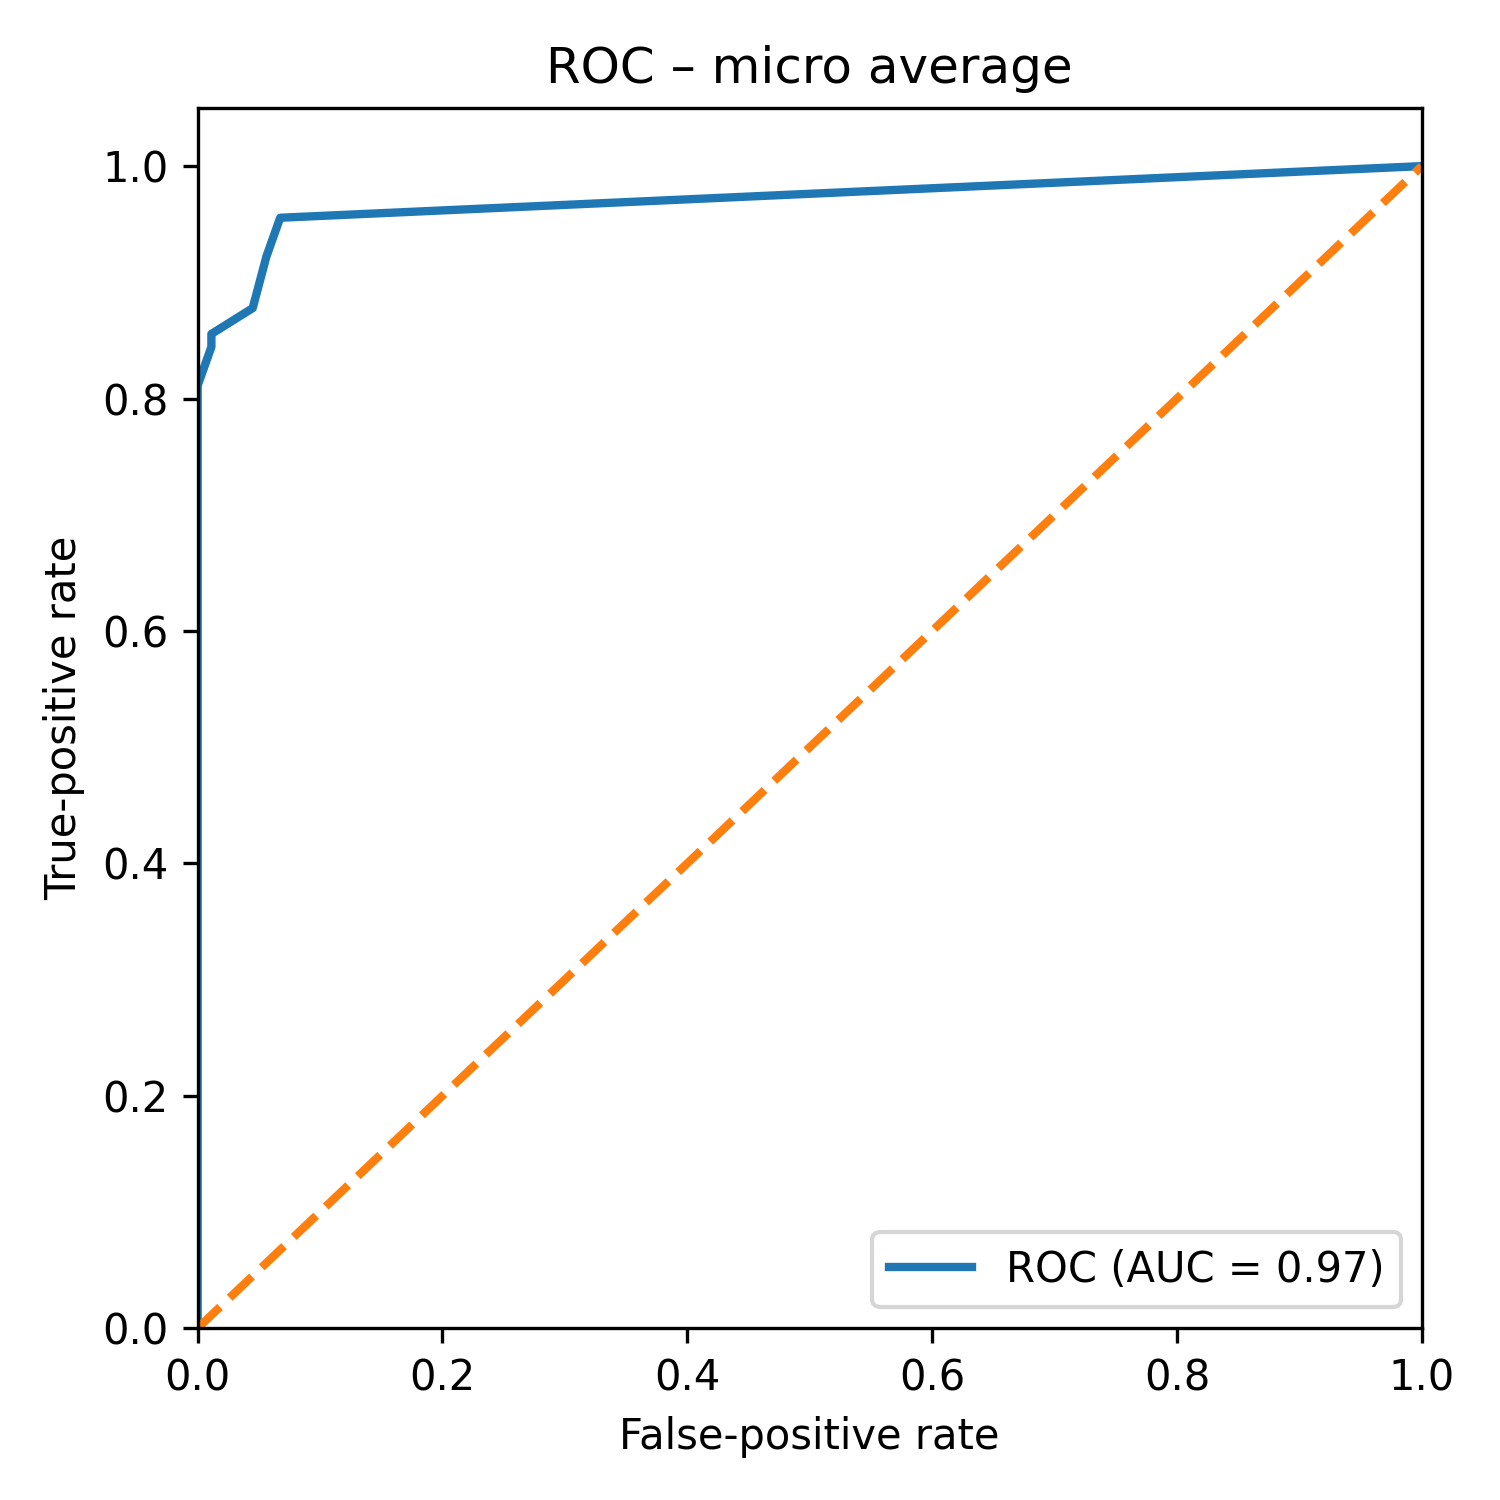 ROC – micro average
1.0
0.8
0.6
0.4
0.2
0.0
True-positive rate
0.0 0.2 0.4 0.6 0.8 1.0
False-positive rate
ROC (AUC = 0.97)